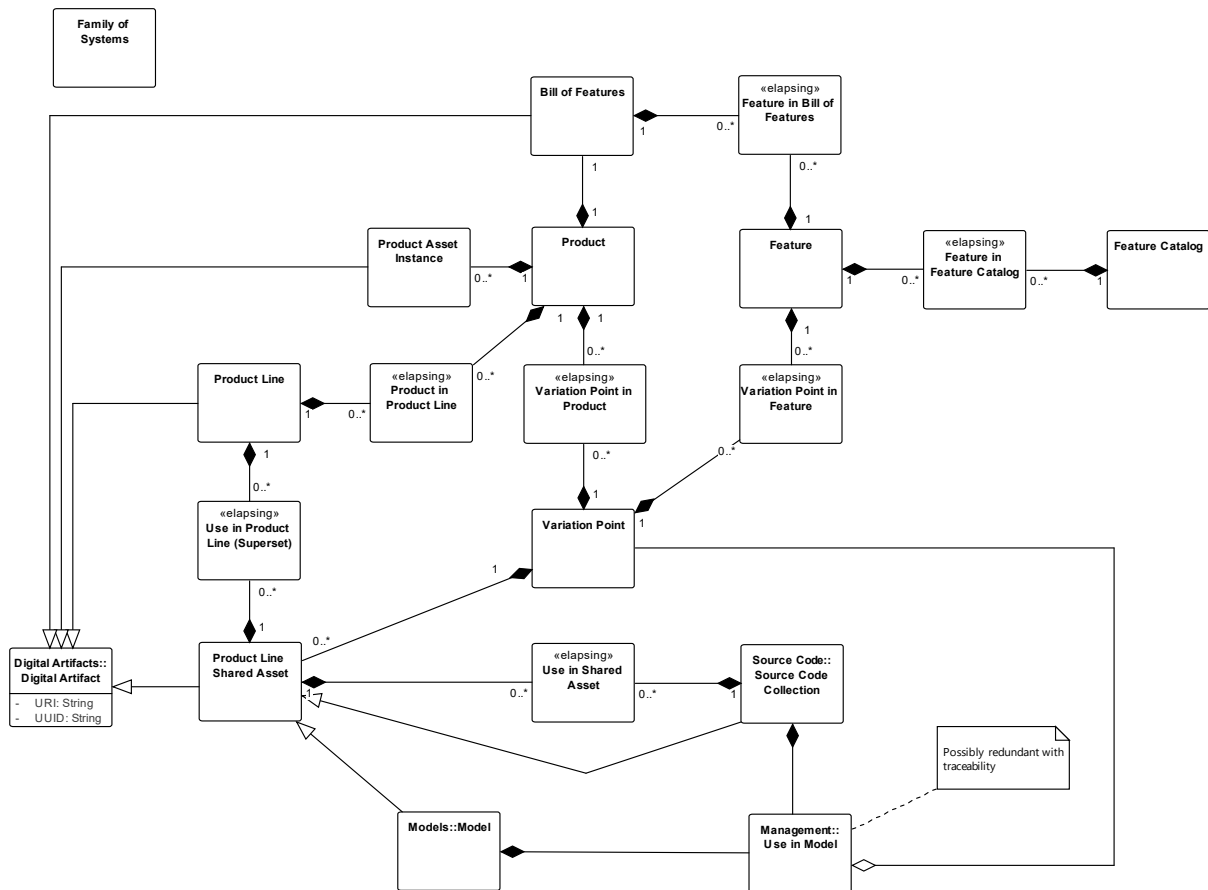 Family of
Systems
Bill of Features
«elapsing»
Feature in Bill of
Features
1
0..*
1
0..*
1
1
Product Asset
Instance
Product
Feature
«elapsing»
Feature in
Feature Catalog
Feature Catalog
0..*
1
1
0..*
0..*
1
1
1
1
0..*
0..*
0..*
Product Line
«elapsing»
Product in
Product Line
«elapsing»
Variation Point in
Product
«elapsing»
Variation Point in
Feature
1
0..*
1
0..*
0..*
0..*
«elapsing»
Use in Product
Line (Superset)
1
1
Variation Point
1
0..*
1
0..*
Digital Artifacts::
Digital Artifact
- URI: String
- UUID: String
Product Line
Shared Asset
«elapsing»
Use in Shared
Asset
Source Code::
Source Code
Collection
1
0..*
0..*
1
Possibly redundant with
traceability
Models::Model
Management::
Use in Model